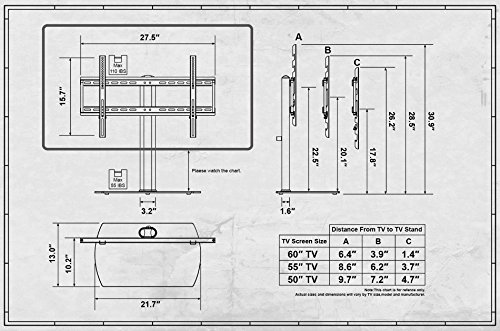 27.5"
Max
110 lBS
15.7"
Max
85 lBS
Please watch the chart.
3.2"
A
B
C
22.5"
20.1"
17.8"
26.2"
28.5"
30.9"
1.6"
13.0"
10.2"
21.7"
Distance From TV to TV Stand
TV Screen Size A B C
60" TV 6.4" 3.9" 1.4"
55" TV 8.6" 6.2" 3.7"
50" TV 9.7" 7.2" 4.7"
Note:This chart is for refence only.
Actual sizes and dimensions will vary by TV size,model and manufacturer.